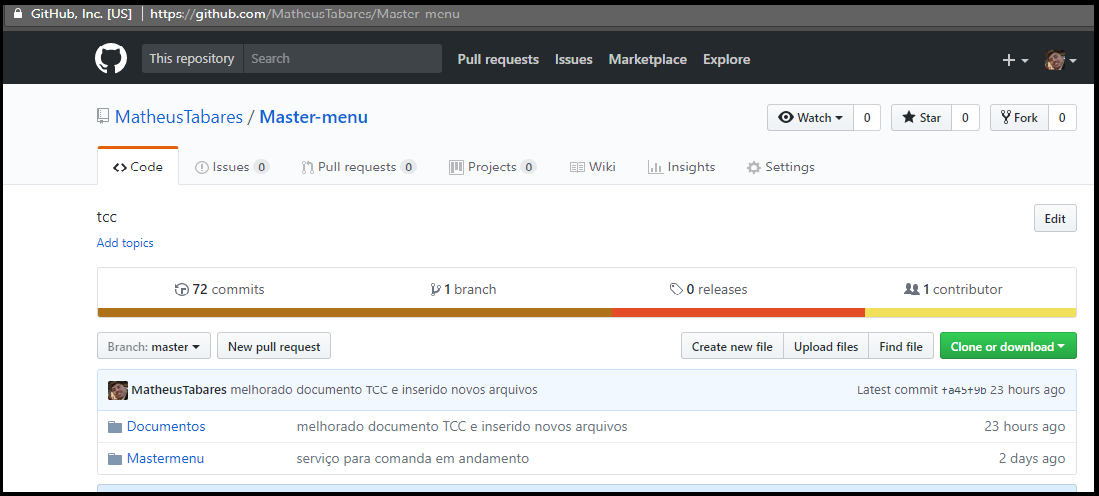 GitHub, Inc. [US] | https://github.com/MatheusTabares/Master-menu
This repository Search Pull requests Issues Marketplace Explore
MatheusTabares / Master-menu Watch 0 Star 0 Fork 0
Code Issues 0 Pull requests 0 Projects 0 Wiki Insights Settings
tcc Edit
Add topics
72 commits 1 branch 0 releases 1 contributor
Branch: master New pull request Create new file Upload files Find file Clone or download
MatheusTabares melhorado documento TCC e inserido novos arquivos Latest commit fa45f9b 23 hours ago
Documentos melhorado documento TCC e inserido novos arquivos 23 hours ago
Mastermenu serviço para comanda em andamento 2 days ago